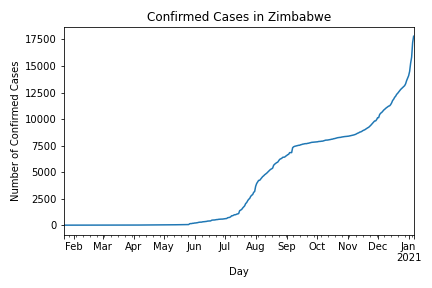 Confirmed Cases in Zimbabwe
Number of Confirmed Cases
17500
15000
12500
10000
7500
5000
2500
0
Feb Mar Apr May Jun Jul Aug Sep Oct Nov Dec Jan
2021
Day